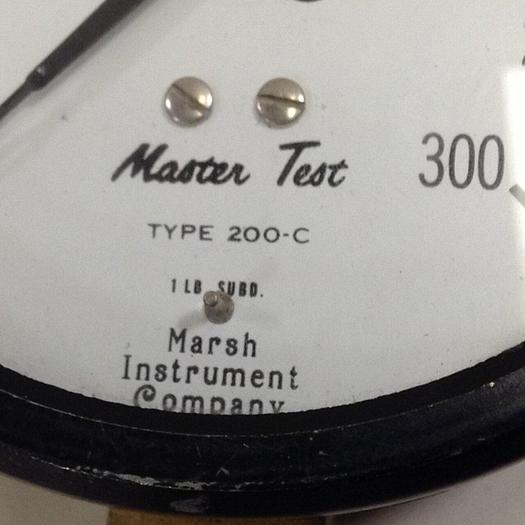 Master Test
300
TYPE 200-C
1 LB SUBD.
Marsh
Instrument
Company